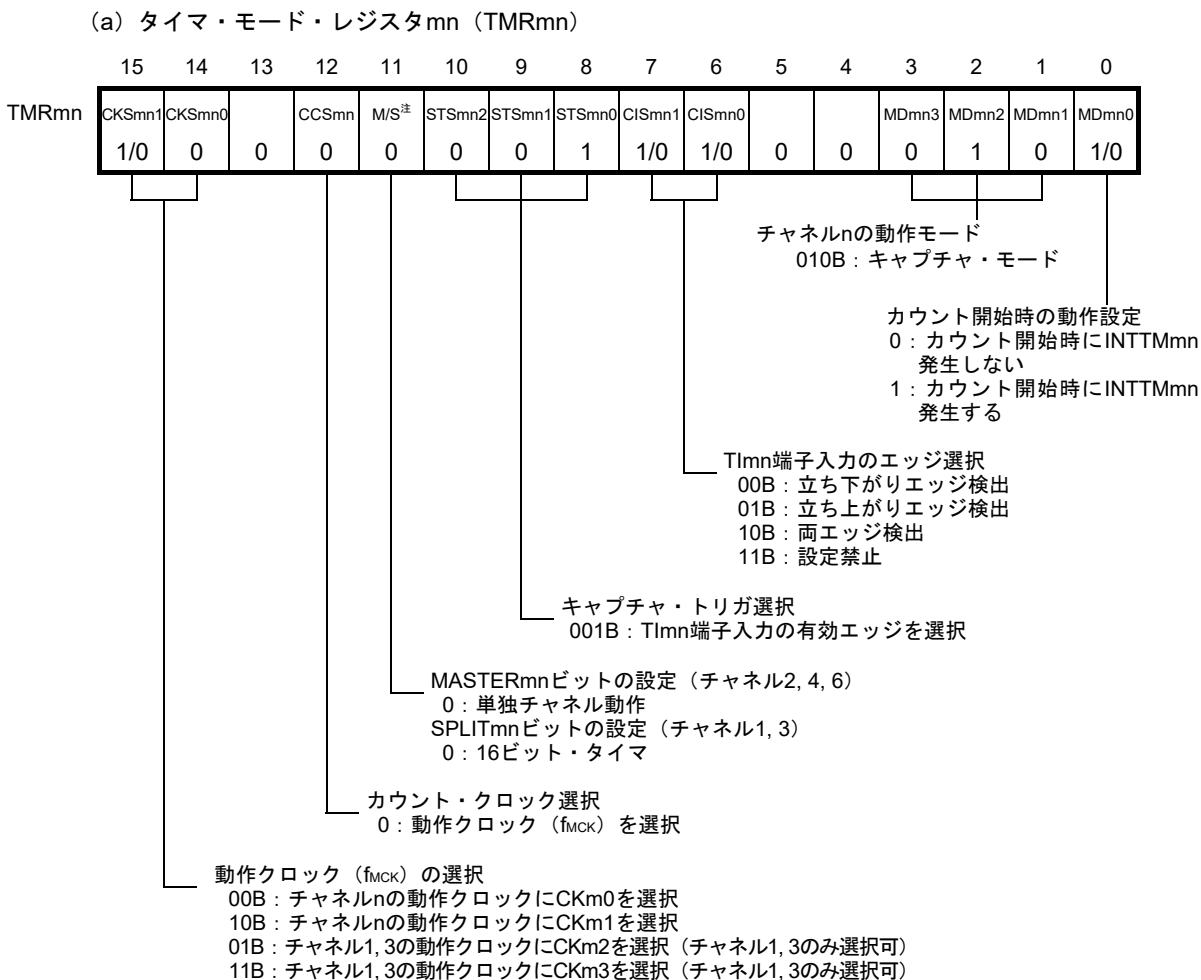 (a) タイマ・モード・レジスタmn（TMRmn）
15 14 13 12 11 10 9 8 7 6 5 4 3 2 1 0
TMRmn CKSmn1 CKSmn0 CCSmn M/S注 STSmn2 STSmn1 STSmn0 CISmn1 CISmn0 MDmn3 MDmn2 MDmn1 MDmn0
1/0 0 0 0 0 0 0 1 1/0 1/0 0 0 0 1 0 1/0
チャネルnの動作モード
010B：キャプチャ・モード
カウント開始時の動作設定
0：カウント開始時にINTTMmn
発生しない
1：カウント開始時にINTTMmn
発生する
TImn端子入力のエッジ選択
00B：立ち下がりエッジ検出
01B：立ち上がりエッジ検出
10B：両エッジ検出
11B：設定禁止
キャプチャ・トリガ選択
001B：TImn端子入力の有効エッジを選択
MASTERmnビットの設定（チャネル2, 4, 6）
0：単独チャネル動作
SPLITmnビットの設定（チャネル1, 3）
0：16ビット・タイマ
カウント・クロック選択
0：動作クロック（fMCK）を選択
動作クロック（fMCK）の選択
00B：チャネルnの動作クロックにCKm0を選択
10B：チャネルnの動作クロックにCKm1を選択
01B：チャネル1, 3の動作クロックにCKm2を選択（チャネル1, 3のみ選択可）
11B：チャネル1, 3の動作クロックにCKm3を選択（チャネル1, 3のみ選択可）